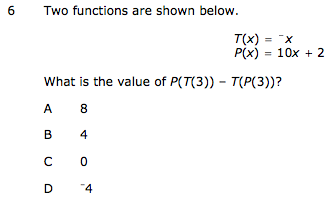 6 Two functions are shown below.
T(x) = ⁻x
P(x) = 10x + 2
What is the value of P(T(3)) – T(P(3))?
A 8
B 4
C 0
D ⁻4